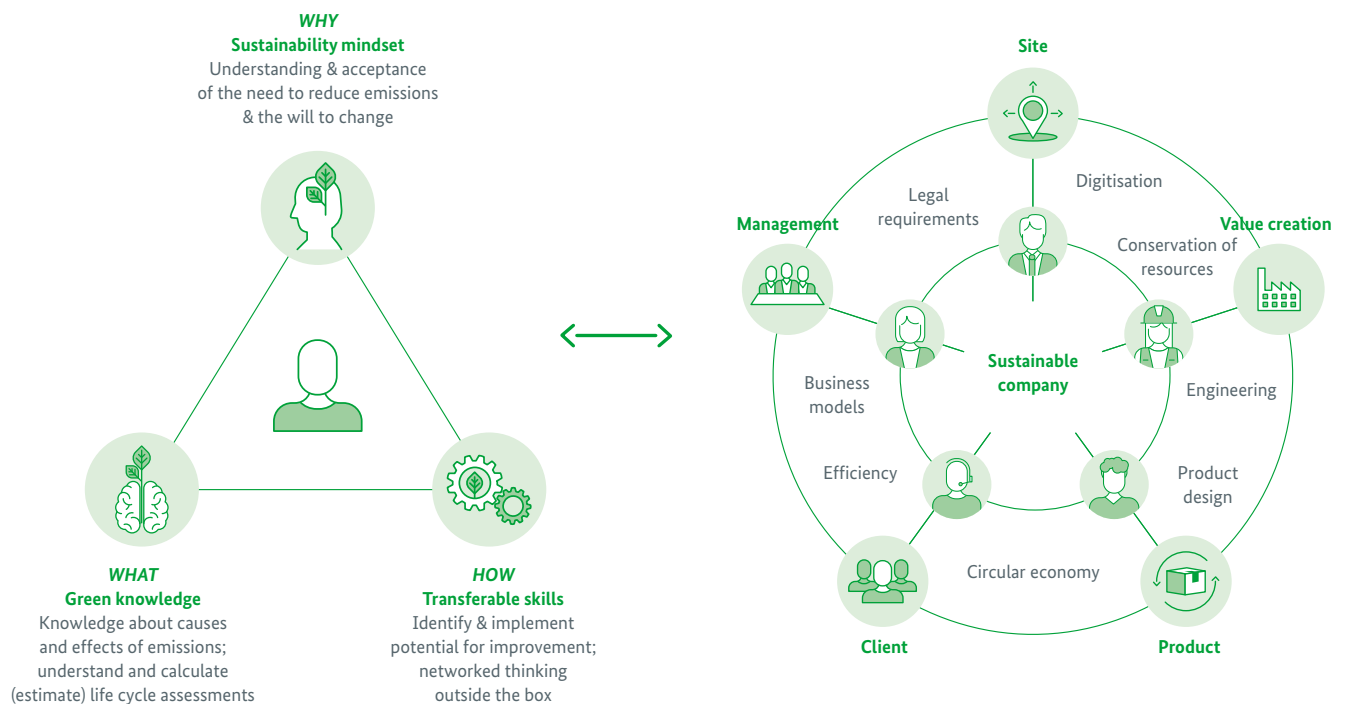 WHY
Sustainability mindset
Understanding & acceptance
of the need to reduce emissions
& the will to change
WHAT
Green knowledge
Knowledge about causes
and effects of emissions;
understand and calculate
(estimate) life cycle assessments
HOW
Transferable skills
Identify & implement
potential for improvement;
networked thinking
outside the box
Site
Digitisation
Legal
requirements
Management
Value creation
Conservation of
resources
Sustainable
company
Business
models
Engineering
Efficiency
Product
design
Circular economy
Client
Product